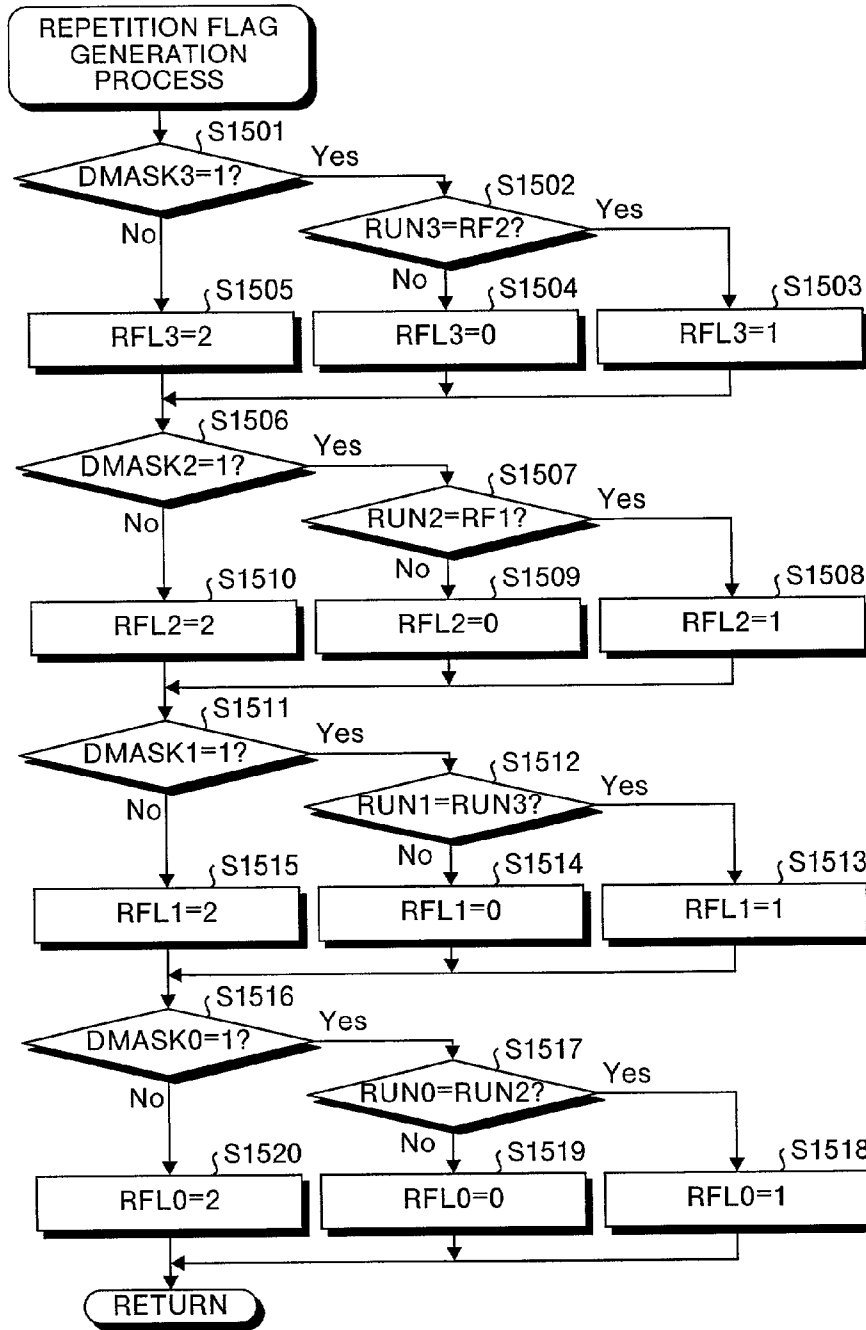 REPETITION FLAG
GENERATION
PROCESS
S1501
DMASK3=1?
Yes
S1502
No
RUN3=RF2?
Yes
No
S1505
S1504
S1503
RFL3=2
RFL3=0
RFL3=1
S1506
DMASK2=1?
Yes
S1507
No
RUN2=RF1?
Yes
No
S1510
S1509
S1508
RFL2=2
RFL2=0
RFL2=1
S1511
DMASK1=1?
Yes
S1512
No
RUN1=RUN3?
Yes
No
S1515
S1514
S1513
RFL1=2
RFL1=0
RFL1=1
S1516
DMASK0=1?
Yes
S1517
No
RUN0=RUN2?
Yes
No
S1520
S1519
S1518
RFL0=2
RFL0=0
RFL0=1
RETURN